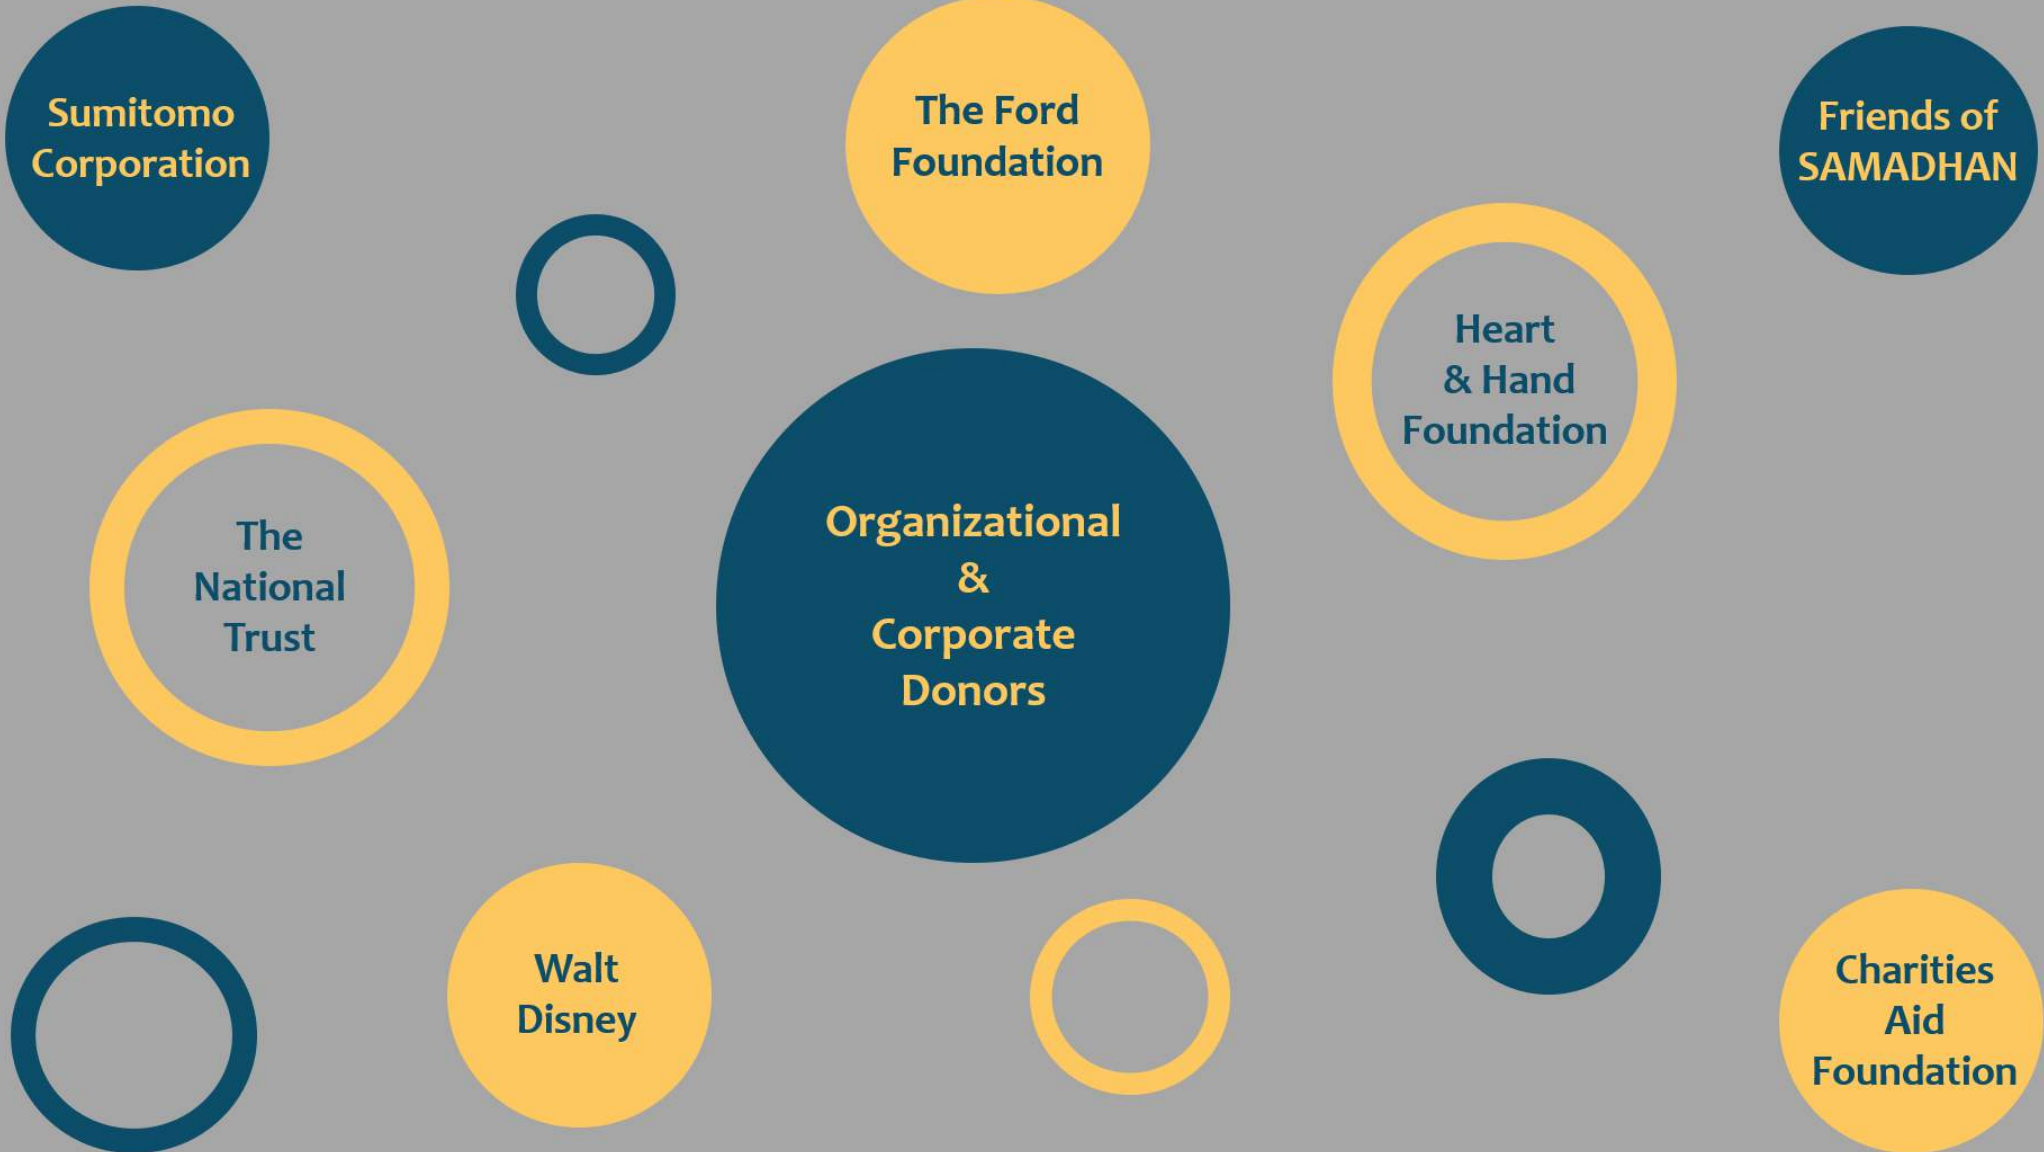 Sumitomo
Corporation
The Ford
Foundation
Friends of
SAMADHAN
Heart
& Hand
Foundation
The
National
Trust
Organizational
&
Corporate
Donors
Walt
Disney
Charities
Aid
Foundation